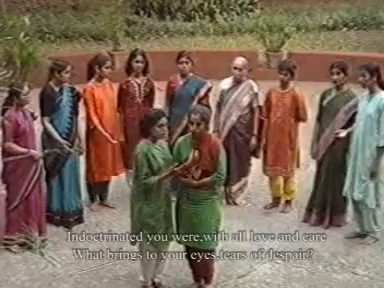 Indoctrinated you were,with all love and care
What brings to your eyes,tears of despair?